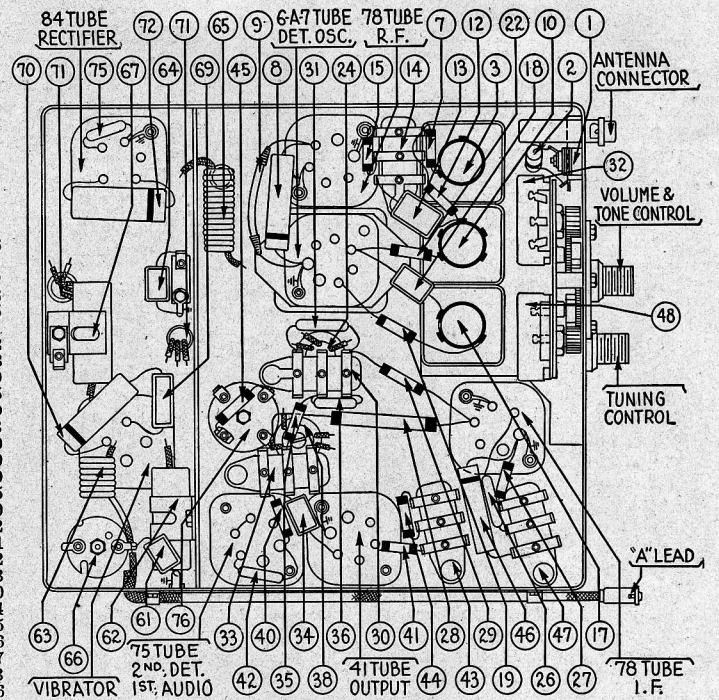 84 TUBE
RECTIFIER
72
71
65
9
6-A-7 TUBE
DET. OSC.
78 TUBE
R.F.
7
12
22
10
1
70
71
75
67
64
69
45
8
31
24
15
14
13
3
18
2
ANTENNA
CONNECTOR
32
VOLUME &
TONE CONTROL
48
TUNING
CONTROL
"A" LEAD
63
66
62
61
76
33
42
40
35
34
38
36
30
41
44
28
43
29
19
46
26
47
27
17
VIBRATOR
75 TUBE
2ND. DET.
1ST. AUDIO
41 TUBE
OUTPUT
78 TUBE
I.F.